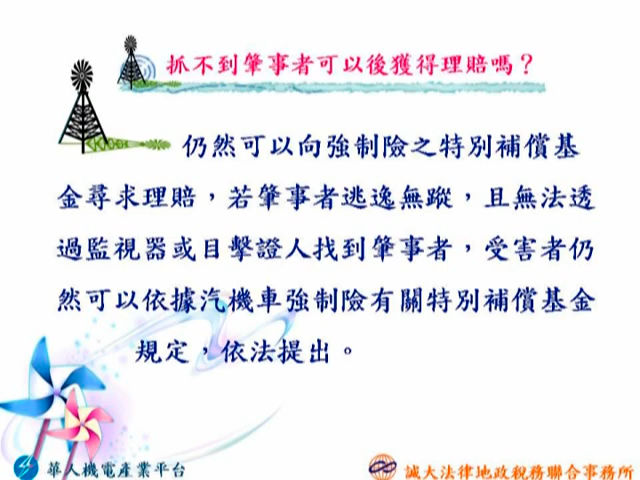 抓不到肇事者可以後獲得理賠嗎？
仍然可以向強制險之特別補償基
金尋求理賠，若肇事者逃逸無蹤，且無法透
過監視器或目擊證人找到肇事者，受害者仍
然可以依據汽機車強制險有關特別補償基金
規定，依法提出。
華人機電產業平台
誠大法律地政稅務聯合事務所